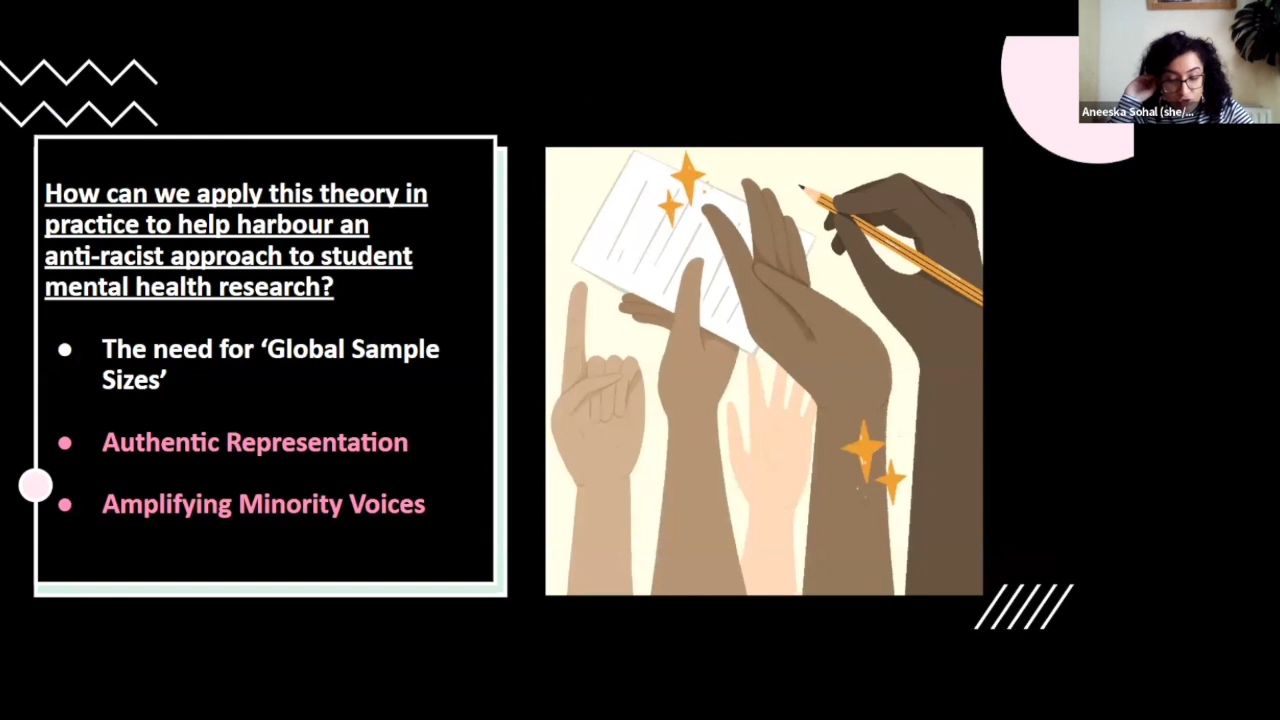 How can we apply this theory in
practice to help harbour an
anti-racist approach to student
mental health research?
● The need for ‘Global Sample
Sizes’
● Authentic Representation
● Amplifying Minority Voices
Aneeska Sohal (she/...